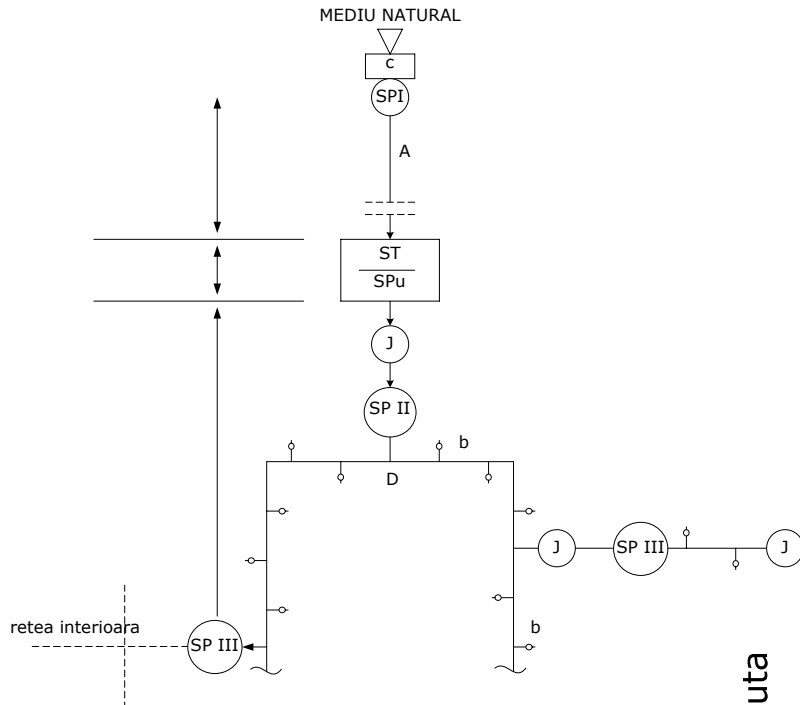 MEDIU NATURAL
c
SPI
A
ST
SPu
J
SP II
b
D
J
SP III
J
retea interioara
SP III
b
uta